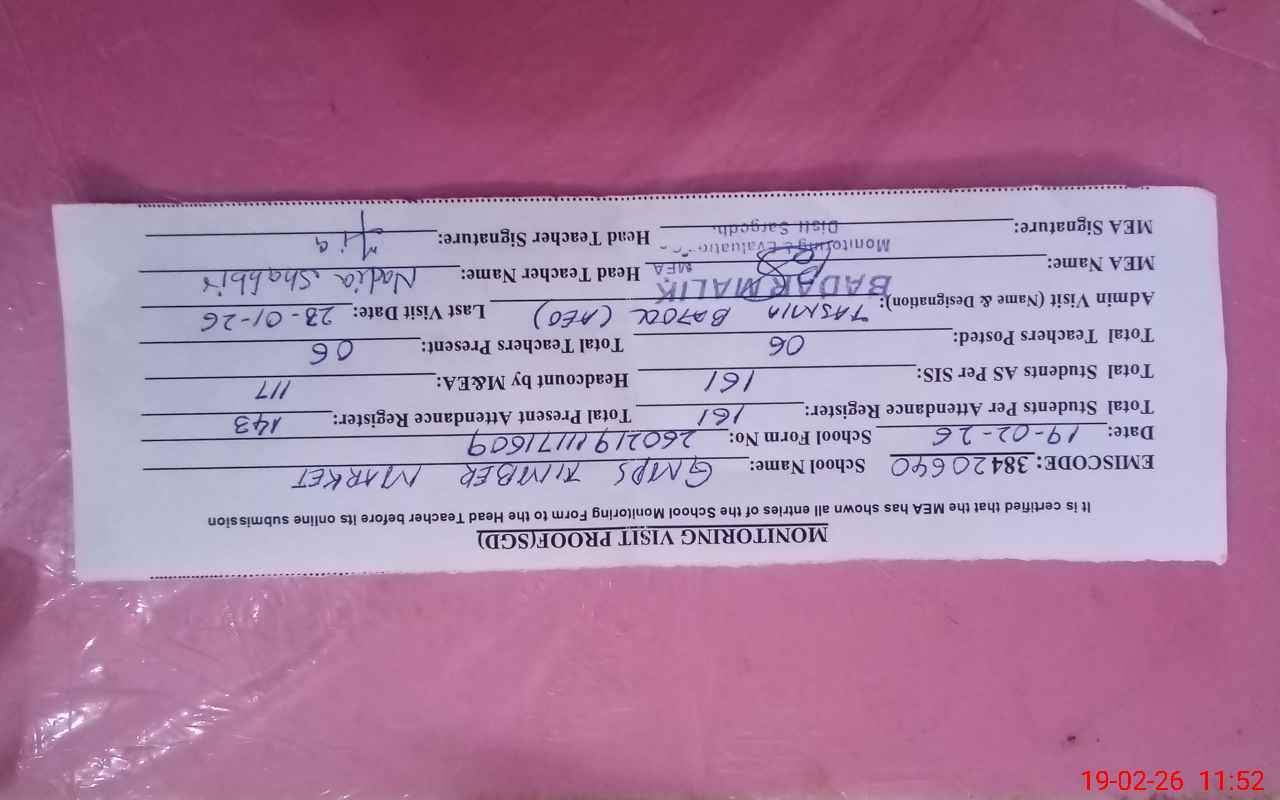 MONITORING VISIT PROOF(SGD)
It is certified that the MEA has shown all entries of the School Monitoring Form to the Head Teacher before its online submission
EMISCODE: 38420640 School Name: GMPS TIMBER MARKET
Date: 19-02-26 School Form No: 26021911171609
Total Students Per Attendance Register: 161 Total Present Attendant Register: 143
Total Students AS Per SIS: 161 Headcount by M&EA: 117
Total Teachers Posted: 06 Total Teachers Present: 06
Admin Visit (Name & Designation): TASMIA BATOOL (AEO) Last Visit Date: 28-01-26
BADAR MALIK
MEA Name: MEA Head Teacher Name: Nadia Shabbir
Monitoring & Evaluation
MEA Signature: Head Teacher Signature:
Distt Sargodh
19-02-26 11:52